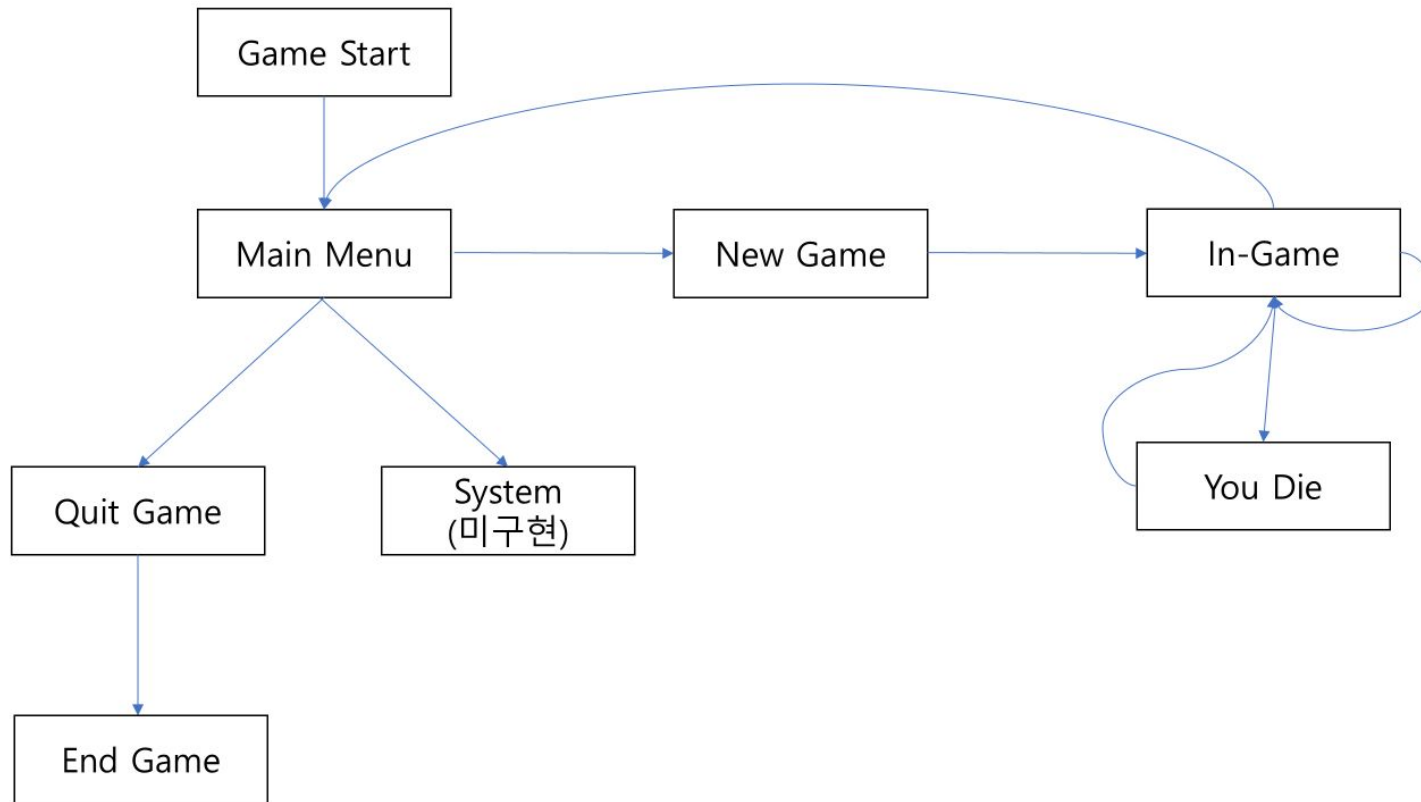 Game Start
Main Menu
New Game
In-Game
Quit Game
System
(미구현)
You Die
End Game